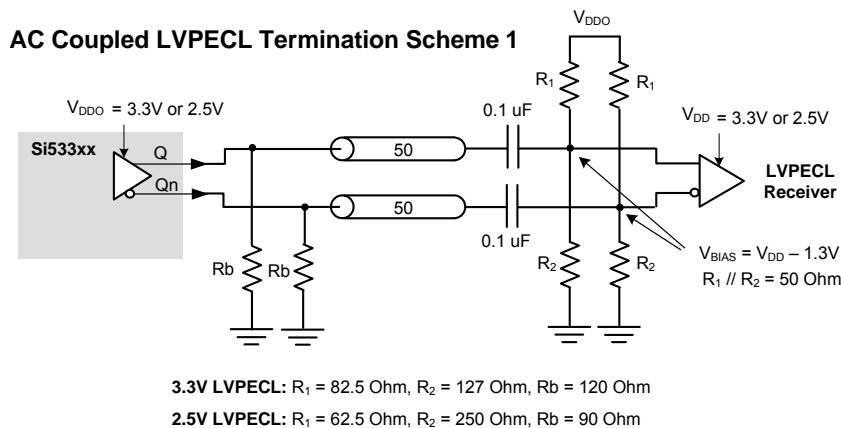 AC Coupled LVPECL Termination Scheme 1
VDDO
R1
R1
VDDO = 3.3V or 2.5V
0.1 uF
VDD = 3.3V or 2.5V
Si533xx
Q
50
LVPECL
Receiver
Qn
50
0.1 uF
Rb
Rb
R2
R2
VBIAS = VDD – 1.3V
R1 // R2 = 50 Ohm
3.3V LVPECL: R1 = 82.5 Ohm, R2 = 127 Ohm, Rb = 120 Ohm
2.5V LVPECL: R1 = 62.5 Ohm, R2 = 250 Ohm, Rb = 90 Ohm